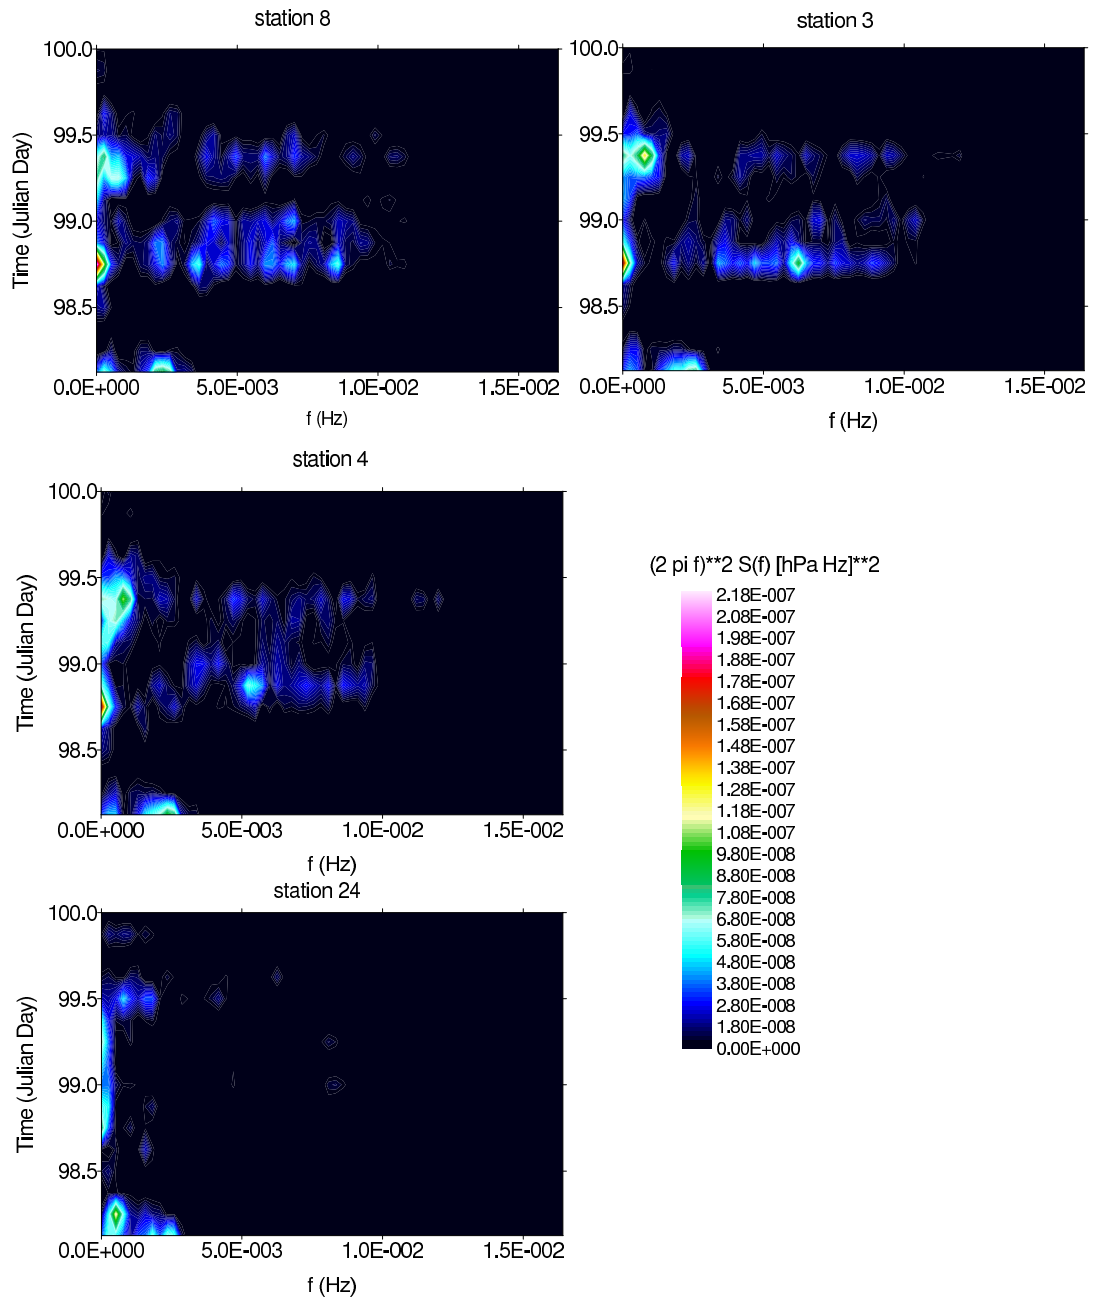 station 8
100.0
99.5
99.0
98.5
Time (Julian Day)
0.0E+000 5.0E-003 1.0E-002 1.5E-002
f (Hz)
station 3
100.0
99.5
99.0
98.5
0.0E+000 5.0E-003 1.0E-002 1.5E-002
f (Hz)
station 4
100.0
99.5
99.0
98.5
Time (Julian Day)
0.0E+000 5.0E-003 1.0E-002 1.5E-002
f (Hz)
(2 pi f)**2 S(f) [hPa Hz]**2
2.18E-007
2.08E-007
1.98E-007
1.88E-007
1.78E-007
1.68E-007
1.58E-007
1.48E-007
1.38E-007
1.28E-007
1.18E-007
1.08E-007
9.80E-008
8.80E-008
7.80E-008
6.80E-008
5.80E-008
4.80E-008
3.80E-008
2.80E-008
1.80E-008
0.00E+000
station 24
100.0
99.5
99.0
98.5
Time (Julian Day)
0.0E+000 5.0E-003 1.0E-002 1.5E-002
f (Hz)